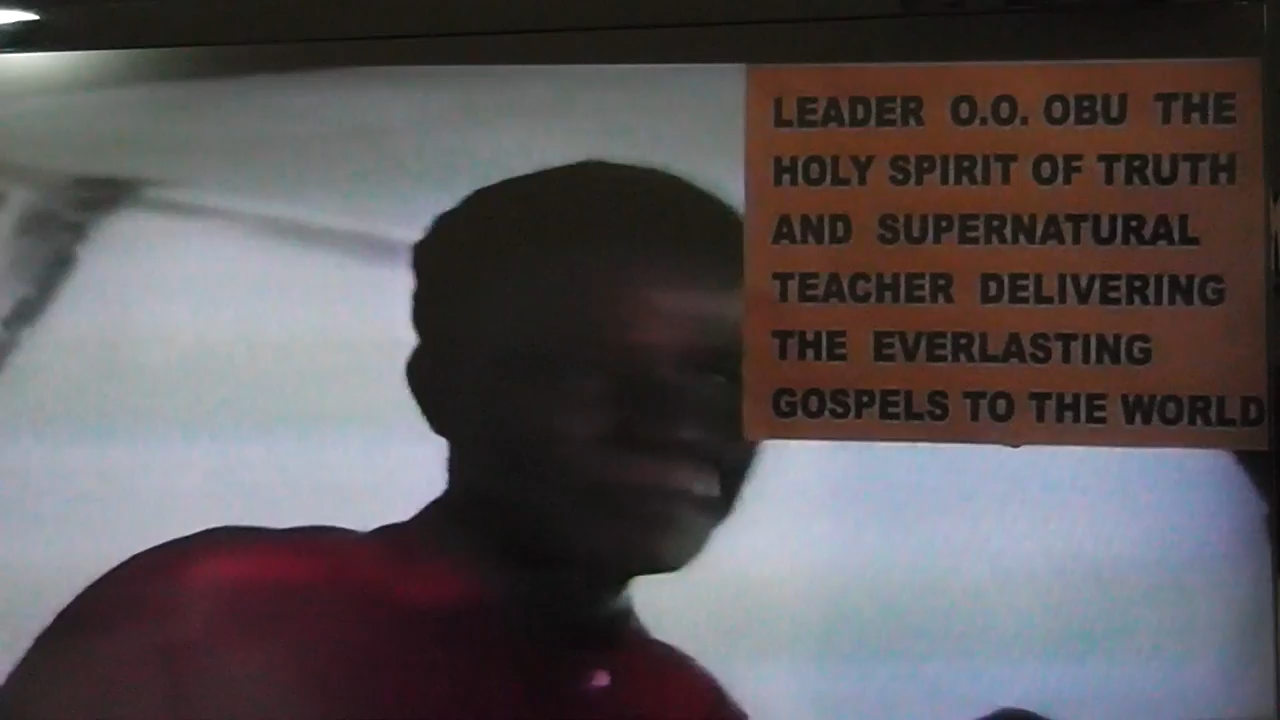 LEADER O.O. OBU THE
HOLY SPIRIT OF TRUTH
AND SUPERNATURAL
TEACHER DELIVERING
THE EVERLASTING
GOSPELS TO THE WORLD